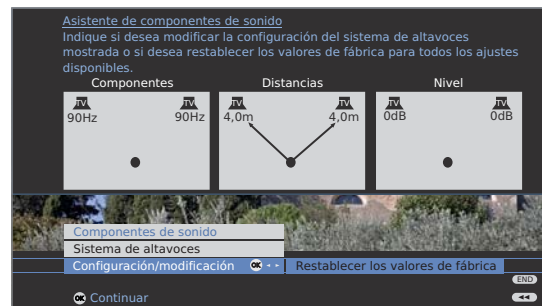 Asistente de componentes de sonido
Indique si desea modificar la configuración del sistema de altavoces
mostrada o si desea restablecer los valores de fábrica para todos los ajustes
disponibles.
Componentes Distancias Nivel
TV TV TV TV TV TV
90Hz 90Hz 4,0m 4,0m 0dB 0dB
Componentes de sonido
Sistema de altavoces
Configuración/modificación OK Restablecer los valores de fábrica
END
OK Continuar